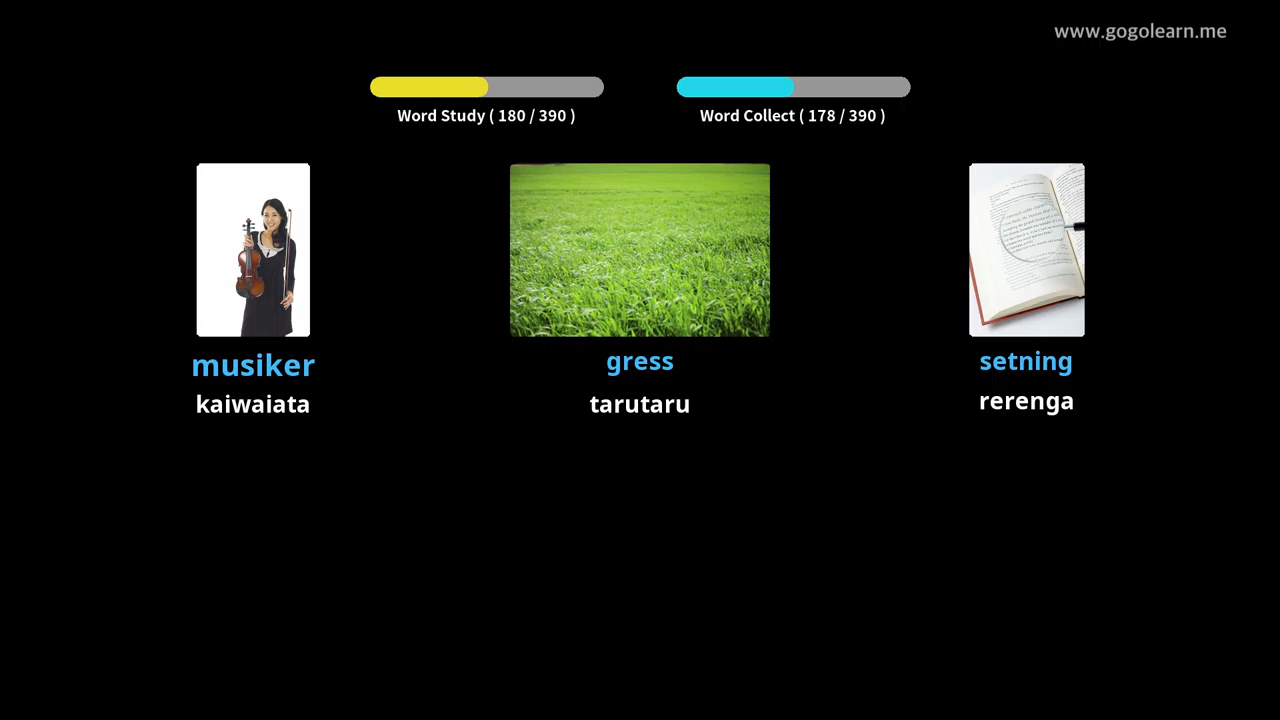 www.gogolearn.me
Word Study ( 180 / 390 )
Word Collect ( 178 / 390 )
musiker
gress
setning
kaiwaiata
tarutaru
rerenga